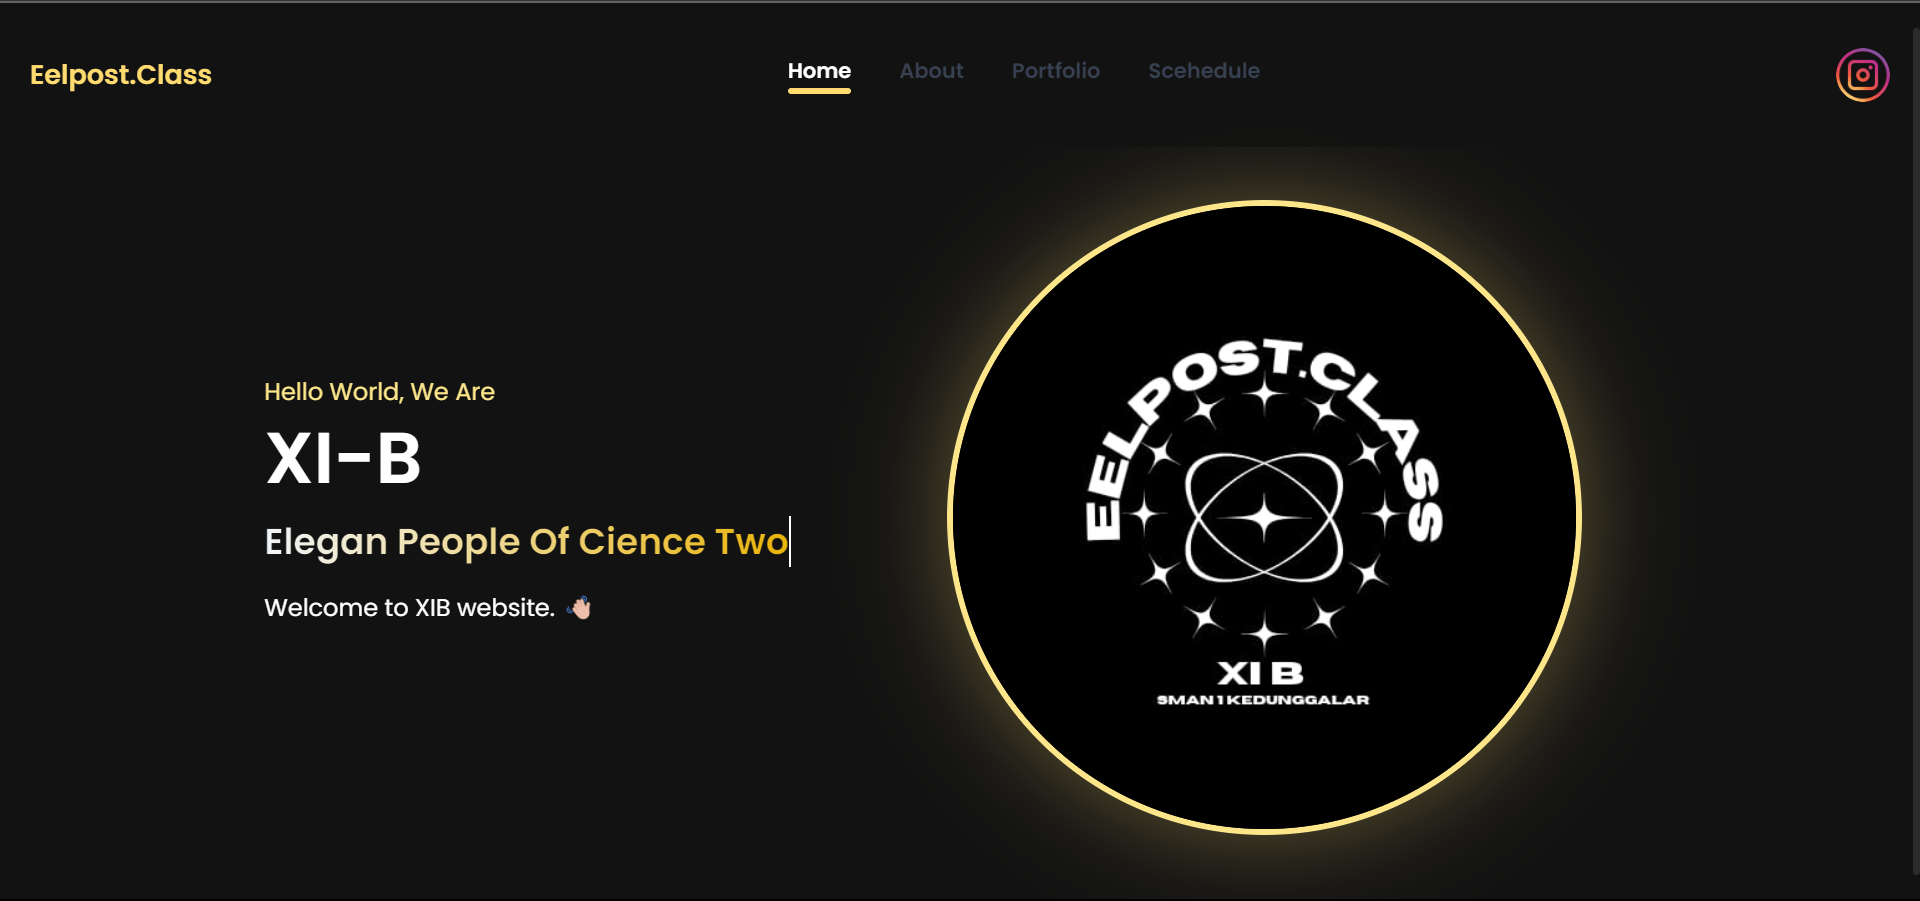 Eelpost.Class
Home About Portfolio Scehedule
Hello World, We Are
XI-B
Elegan People Of Cience Two
Welcome to XIB website. 👋🏻
EELPOST.CLASS
XI B
SMAN 1 KEDUNGGALAR